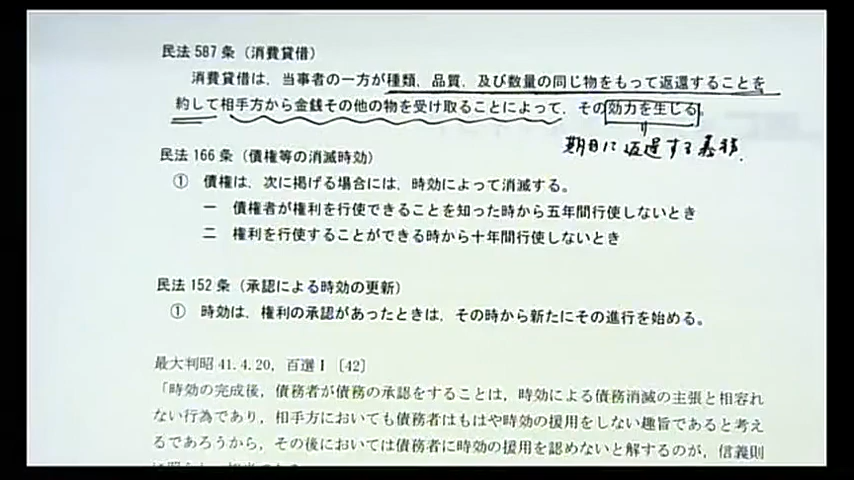 民法587条（消費貸借）
消費貸借は、当事者の一方が種類、品質、及び数量の同じ物をもって返還することを
約して相手方から金銭その他の物を受け取ることによって、その効力を生じる。
期日に返還する義務.
民法166条（債権等の消滅時効）
① 債権は、次に掲げる場合には、時効によって消滅する。
一 債権者が権利を行使できることを知った時から五年間行使しないとき
二 権利を行使することができる時から十年間行使しないとき
民法152条（承認による時効の更新）
① 時効は、権利の承認があったときは、その時から新たにその進行を始める。
最大判昭41.4.20，百選Ⅰ［42］
「時効の完成後，債務者が債務の承認をすることは，時効による債務消滅の主張と相容れ
ない行為であり，相手方においても債務者はもはや時効の援用をしない趣旨であると考え
るであろうから，その後においては債務者に時効の援用を認めないと解するのが，信義則